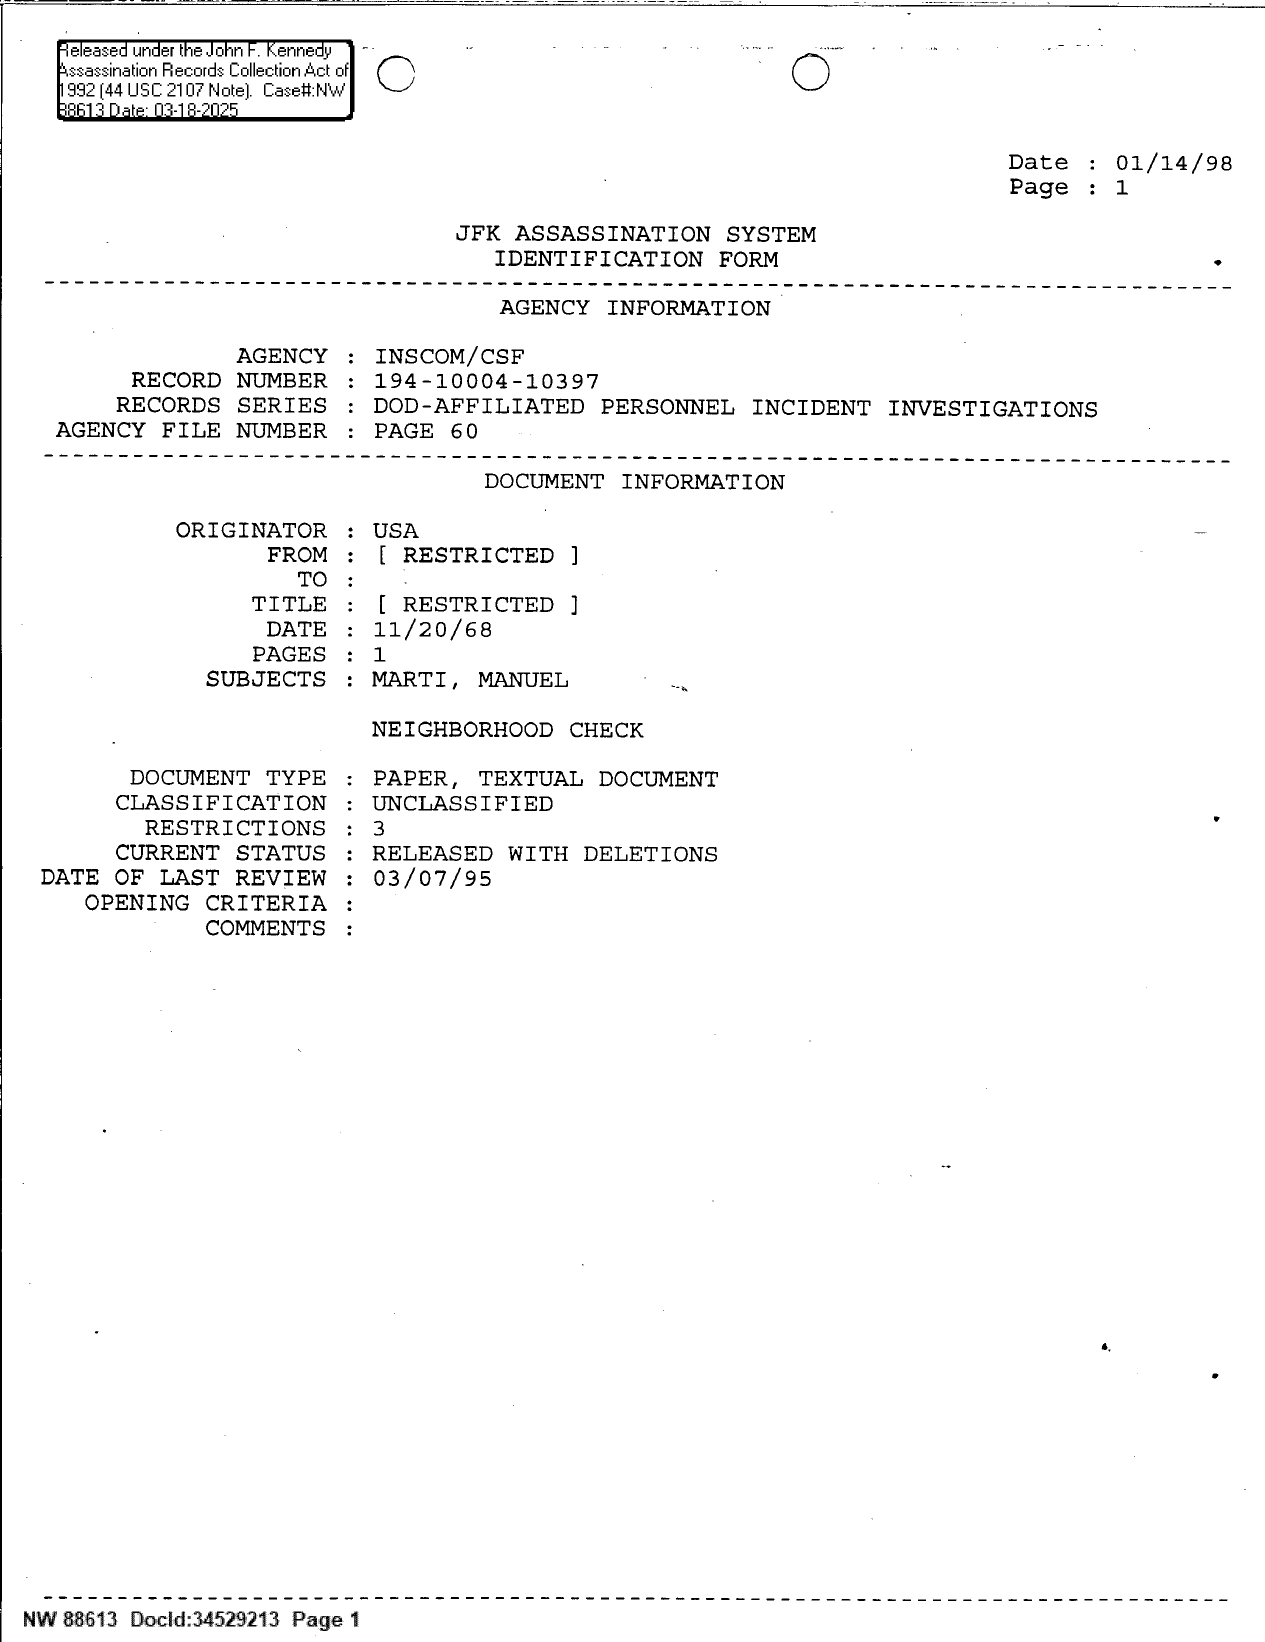 Released under the John F. Kennedy
Assassination Records Collection Act of
1992 (44 USC 2107 Note). Case#:NW
88613 Date: 03-18-2025
Date : 01/14/98
Page : 1
JFK ASSASSINATION SYSTEM
IDENTIFICATION FORM
AGENCY INFORMATION
AGENCY : INSCOM/CSF
RECORD NUMBER : 194-10004-10397
RECORDS SERIES : DOD-AFFILIATED PERSONNEL INCIDENT INVESTIGATIONS
AGENCY FILE NUMBER : PAGE 60
DOCUMENT INFORMATION
ORIGINATOR : USA
FROM : [ RESTRICTED ]
TO :
TITLE : [ RESTRICTED ]
DATE : 11/20/68
PAGES : 1
SUBJECTS : MARTI, MANUEL
NEIGHBORHOOD CHECK
DOCUMENT TYPE : PAPER, TEXTUAL DOCUMENT
CLASSIFICATION : UNCLASSIFIED
RESTRICTIONS : 3
CURRENT STATUS : RELEASED WITH DELETIONS
DATE OF LAST REVIEW : 03/07/95
OPENING CRITERIA :
COMMENTS :
NW 88613 DocId:34529213 Page 1